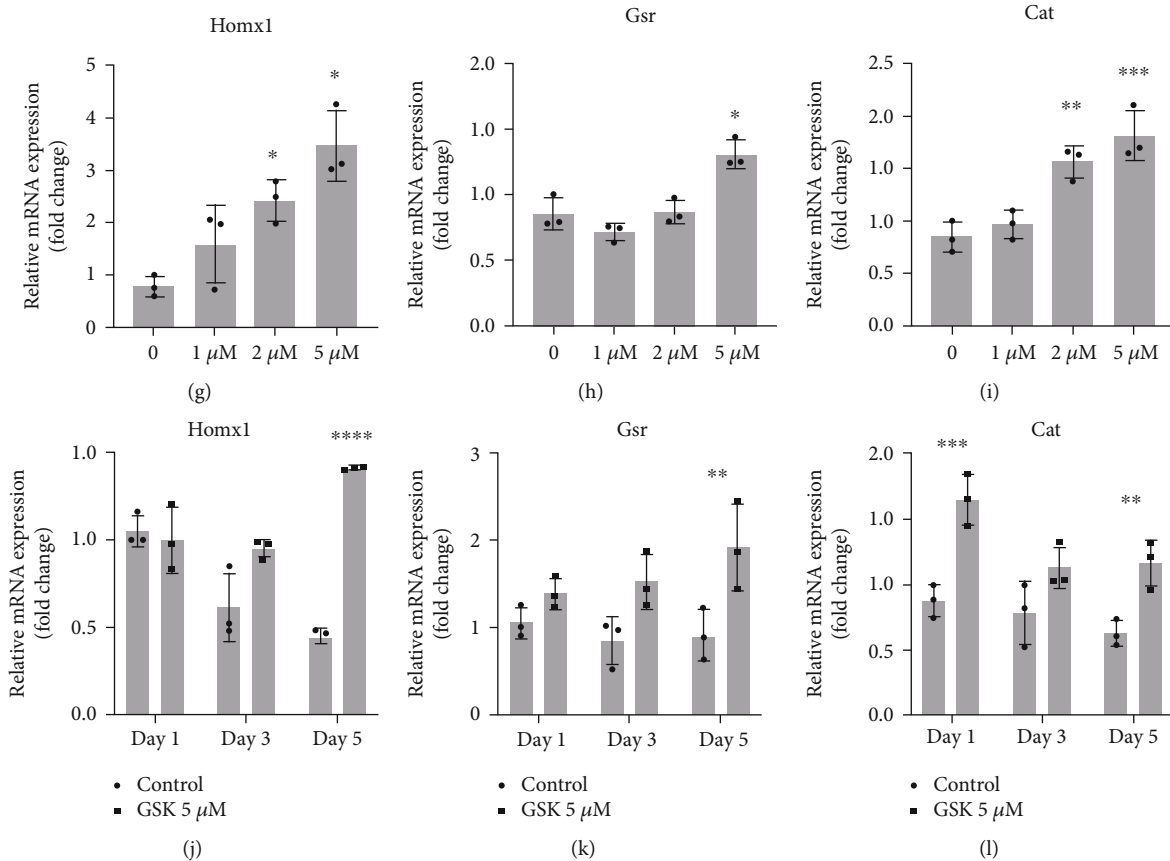 Homx1
Relative mRNA expression
(fold change)
5
4
3
2
1
0
*
*
0 1 μM 2 μM 5 μM
(g)
Gsr
Relative mRNA expression
(fold change)
2.0
1.0
1.0
0.5
0.0
*
0 1 μM 2 μM 5 μM
(h)
Cat
Relative mRNA expression
(fold change)
2.5
2.0
1.0
1.0
0.5
0.0
**
***
0 1 μM 2 μM 5 μM
(i)
Homx1
Relative mRNA expression
(fold change)
1.0
1.0
0.5
0.0
****
Day 1 Day 3 Day 5
Control
GSK 5 μM
(j)
Gsr
Relative mRNA expression
(fold change)
3
2
1
0
**
Day 1 Day 3 Day 5
Control
GSK 5 μM
(k)
Cat
Relative mRNA expression
(fold change)
2.0
1.0
1.0
0.5
0.0
***
**
Day 1 Day 3 Day 5
Control
GSK 5 μM
(l)